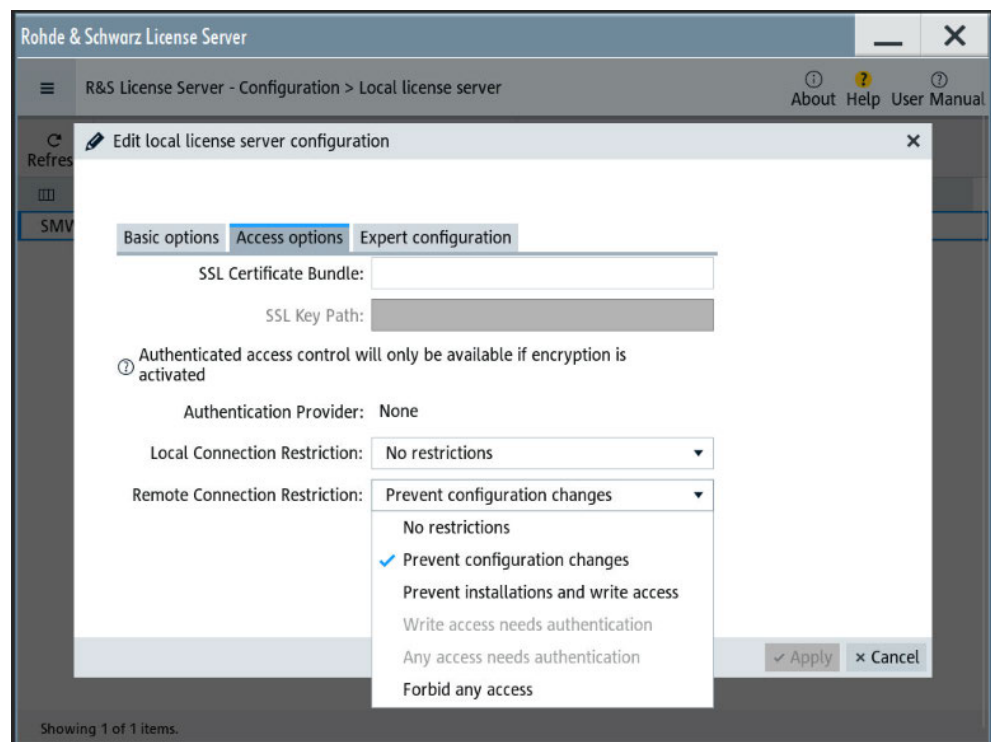 Rohde & Schwarz License Server
R&S License Server - Configuration > Local license server
About Help User Manual
Refres
Edit local license server configuration
SMW
Basic options Access options Expert configuration
SSL Certificate Bundle:
SSL Key Path:
Authenticated access control will only be available if encryption is
activated
Authentication Provider: None
Local Connection Restriction: No restrictions
Remote Connection Restriction: Prevent configuration changes
No restrictions
Prevent configuration changes
Prevent installations and write access
Write access needs authentication
Any access needs authentication
Forbid any access
Apply Cancel
Showing 1 of 1 items.